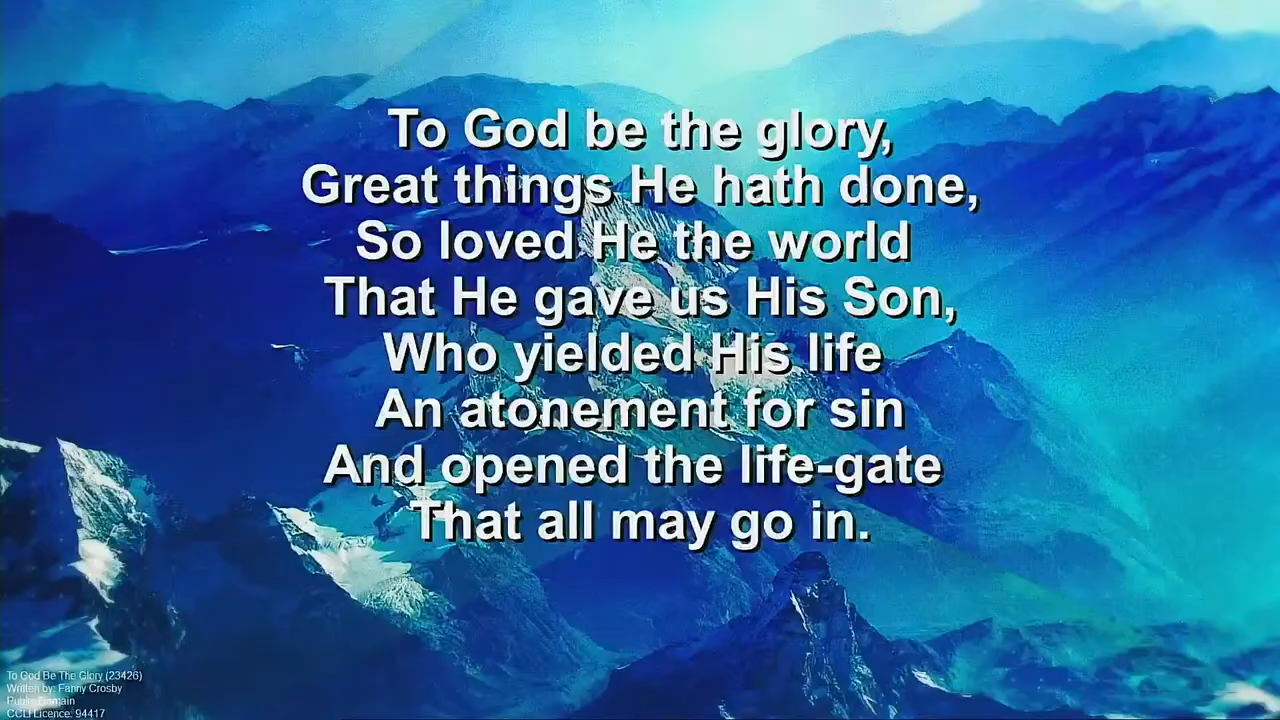 To God be the glory,
Great things He hath done,
So loved He the world
That He gave us His Son,
Who yielded His life
An atonement for sin
And opened the life-gate
That all may go in.
To God Be The Glory (23426)
Written by: Fanny Crosby
Public Domain
CCLI Licence: 94417